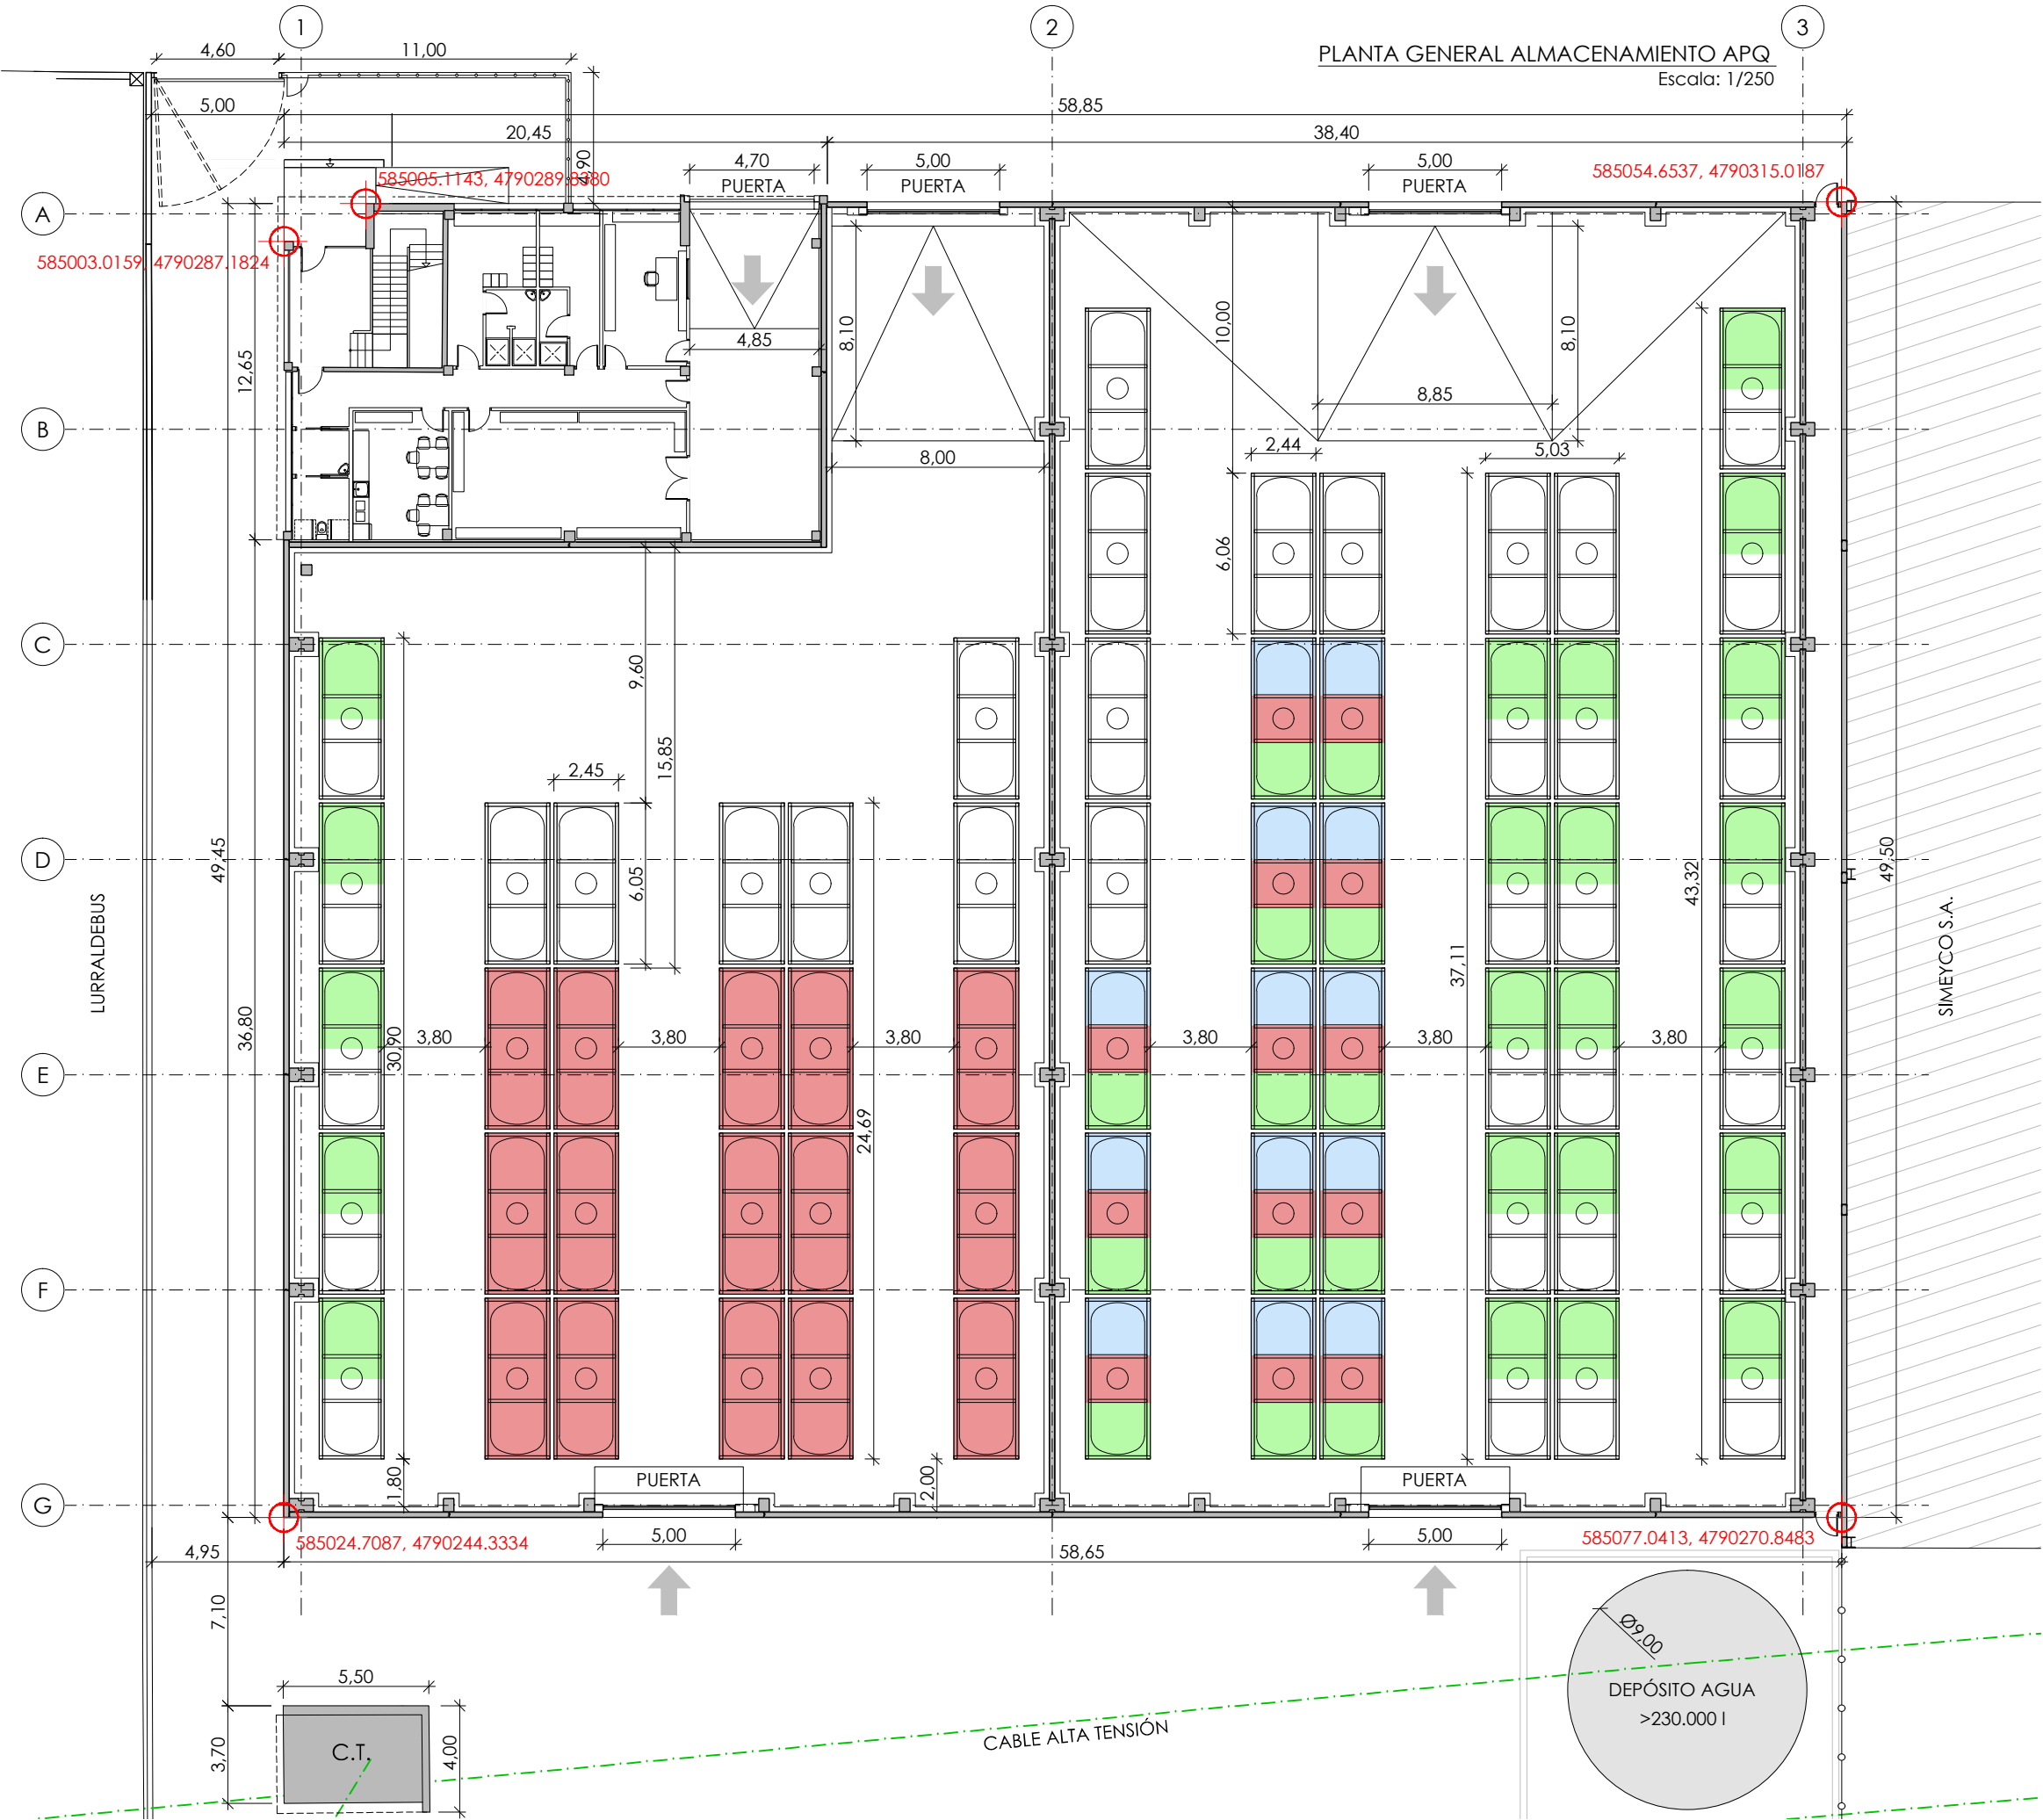 1
2
3
PLANTA GENERAL ALMACENAMIENTO APQ
Escala: 1/250
4,60
11,00
5,00
58,85
20,45
38,40
4,90
4,70
PUERTA
5,00
PUERTA
5,00
PUERTA
585005.1143, 4790289.8380
585054.6537, 4790315.0187
A
585003.0159, 4790287.1824
8,10
10,00
8,10
4,85
12,65
8,85
B
2,44
5,03
8,00
6,06
C
9,60
15,85
2,45
D
49,45
6,05
43,32
49,50
LURRALDEBUS
SIMEYCO S.A.
37,11
36,80
30,90
3,80
3,80
3,80
3,80
3,80
3,80
E
24,69
F
1,80
PUERTA
2,00
PUERTA
G
585024.7087, 4790244.3334
5,00
5,00
585077.0413, 4790270.8483
4,95
58,65
7,10
Ø9,00
5,50
DEPÓSITO AGUA
>230.000 l
CABLE ALTA TENSIÓN
C.T.
3,70
4,00